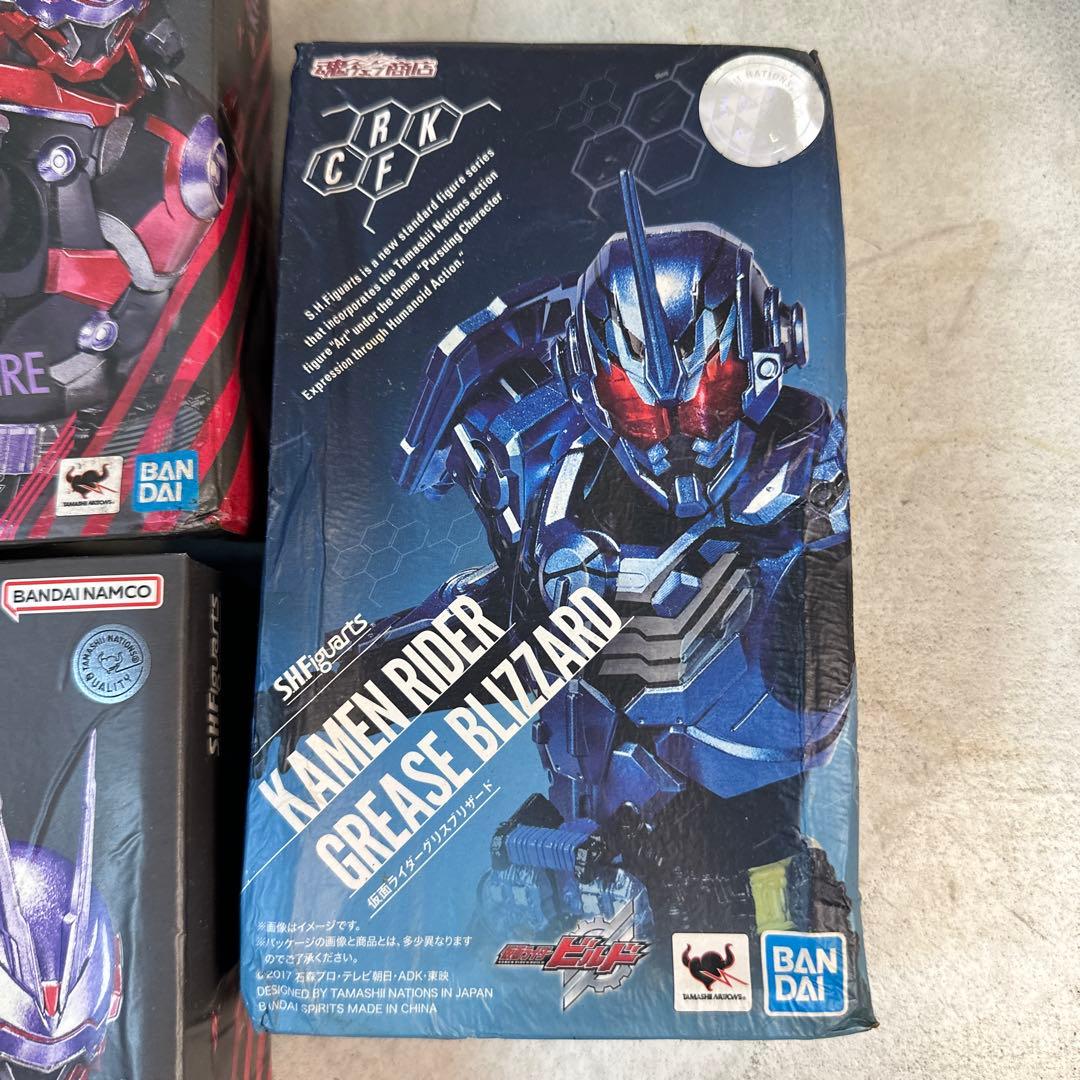 魂ウェブ商店
R K
C F
S.H.Figuarts is a new standard figure series
that incorporates the Tamashii Nations action
figure "Art" under the theme "Pursuing Character
Expression through Humanoid Action."
S.H.Figuarts
KAMEN RIDER
GREASE BLIZZARD
仮面ライダーグリスブリザード
※画像はイメージです。
※パッケージの画像と商品とは、多少異なります
のでご了承ください。
©2017 石森プロ・テレビ朝日・ADK・東映
DESIGNED BY TAMASHII NATIONS IN JAPAN
BANDAI SPIRITS MADE IN CHINA
仮面ライダー
ビルド
TAMASHII NATIONS®
BAN
DAI
IRE
TAMASHII NATIONS®
BAN
DAI
BANDAI NAMCO
TAMASHII NATIONS®
QUALITY
S.H.Figuarts